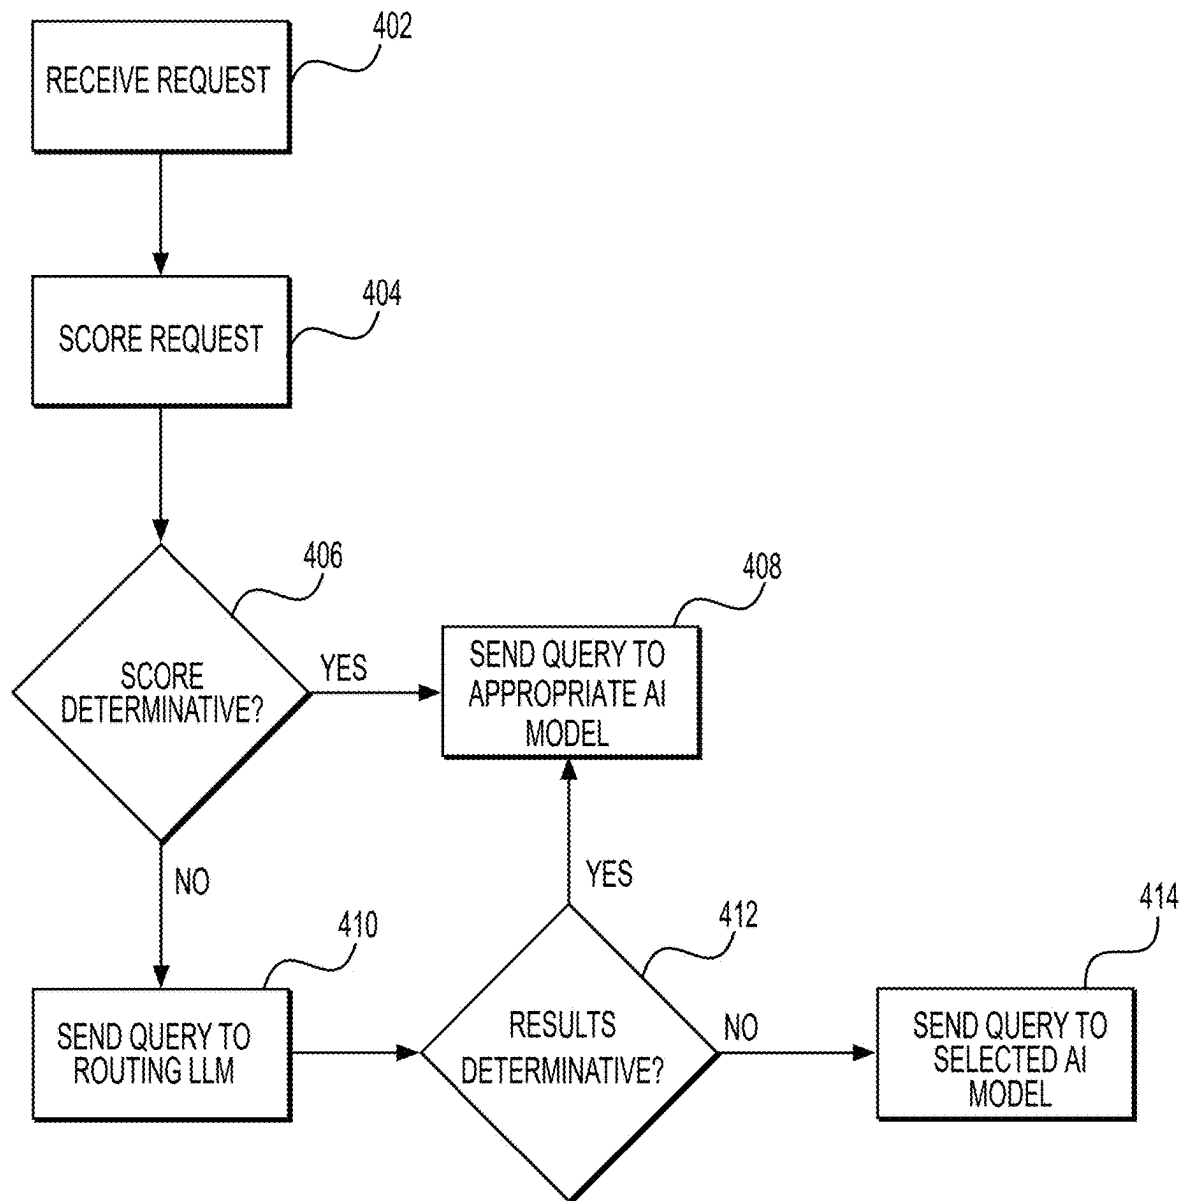 402
RECEIVE REQUEST
404
SCORE REQUEST
406
SCORE
DETERMINATIVE?
YES
408
SEND QUERY TO
APPROPRIATE AI
MODEL
NO
YES
410
SEND QUERY TO
ROUTING LLM
412
RESULTS
DETERMINATIVE?
NO
414
SEND QUERY TO
SELECTED AI
MODEL